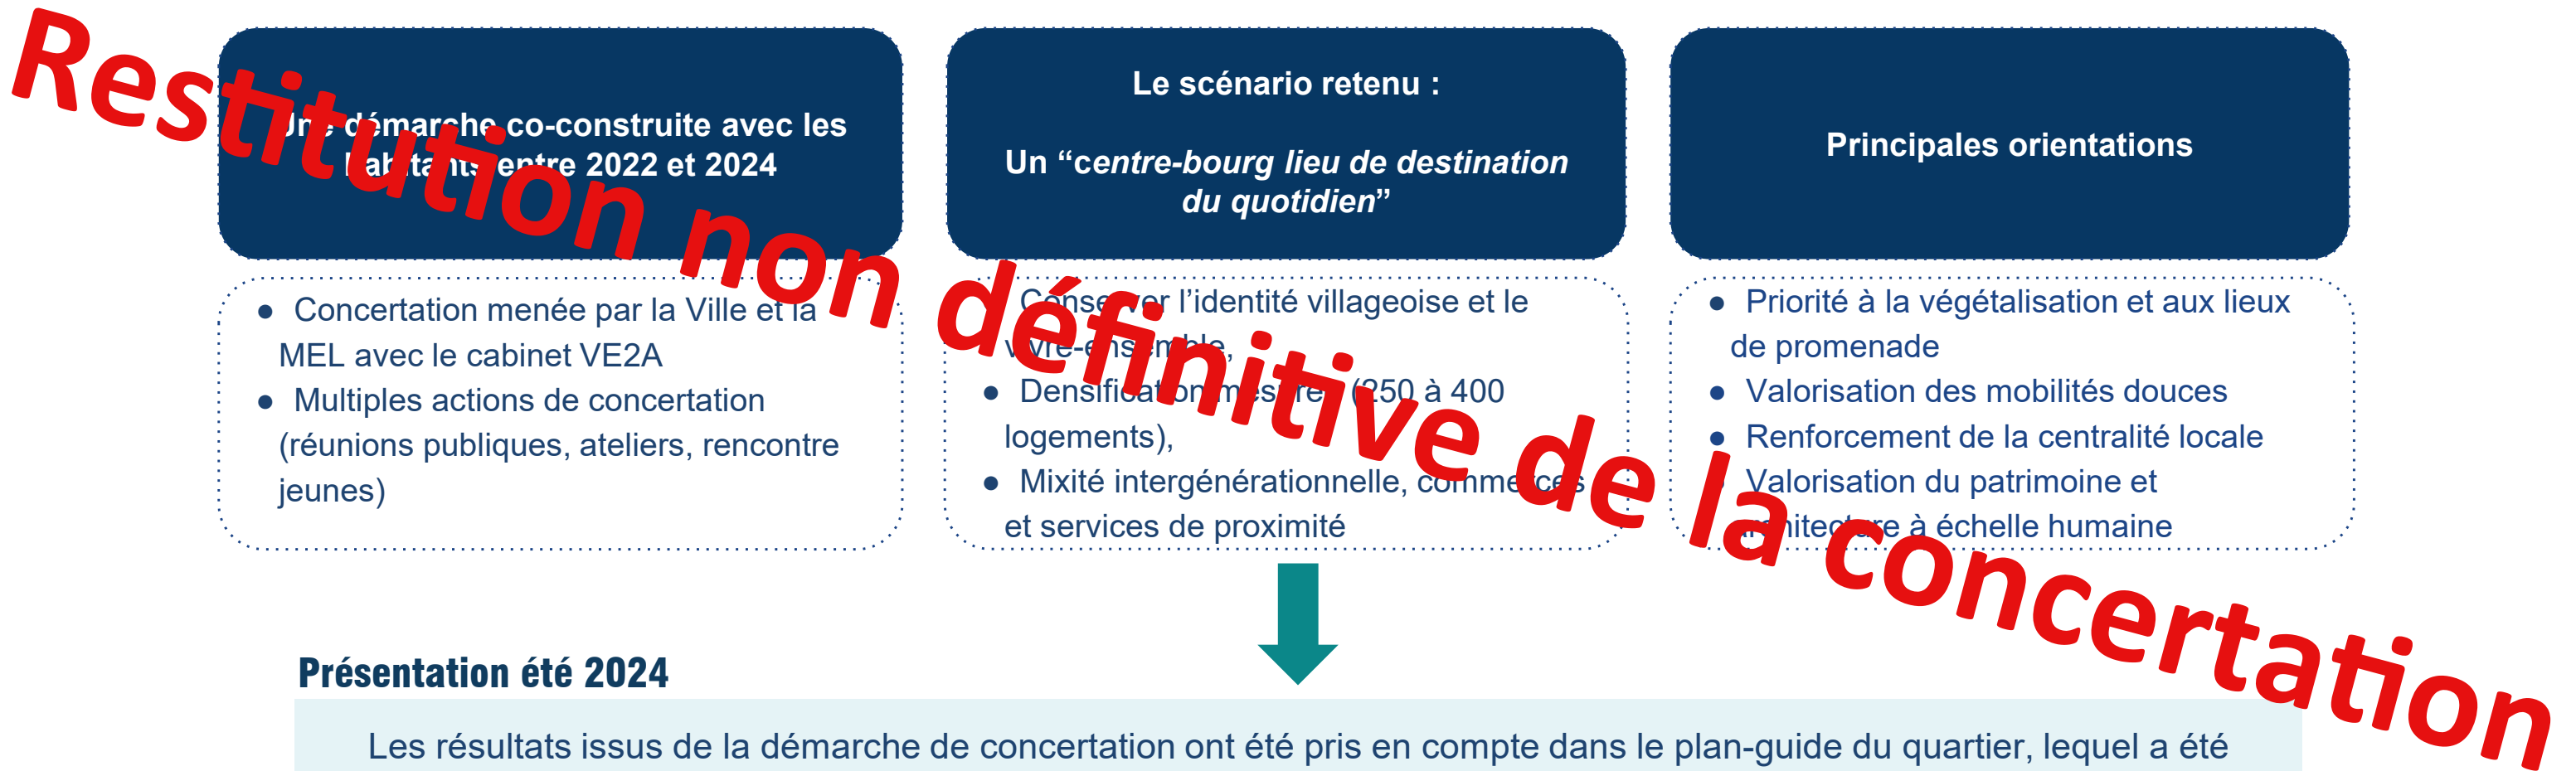 Restitution non définitive de la concertation
Une démarche co-construite avec les
habitants entre 2022 et 2024
● Concertation menée par la Ville et la
MEL avec le cabinet VE2A
● Multiples actions de concertation
(réunions publiques, ateliers, rencontre
jeunes)
Le scénario retenu :
Un “centre-bourg lieu de destination
du quotidien”
Conserver l’identité villageoise et le
vivre-ensemble,
● Densification mesurée (250 à 400
logements),
● Mixité intergénérationnelle, commerces
et services de proximité
Principales orientations
● Priorité à la végétalisation et aux lieux
de promenade
● Valorisation des mobilités douces
● Renforcement de la centralité locale
● Valorisation du patrimoine et
architecture à échelle humaine
Présentation été 2024
Les résultats issus de la démarche de concertation ont été pris en compte dans le plan-guide du quartier, lequel a été